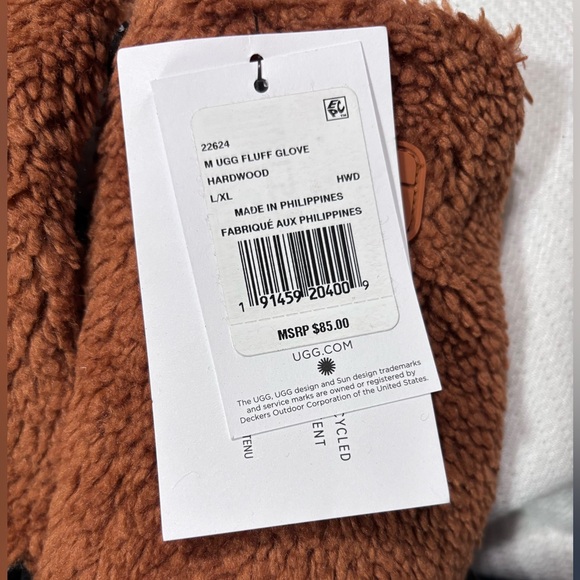 22624
M UGG FLUFF GLOVE
HARDWOOD
L/XL HWD
MADE IN PHILIPPINES
FABRIQUÉ AUX PHILIPPINES
1 91459 20400 9
MSRP $85.00
UGG.COM
The UGG, UGG design and Sun design trademarks
and service marks are owned or registered by
Deckers Outdoor Corporation of the United States.
YCLED
ENT
TENU